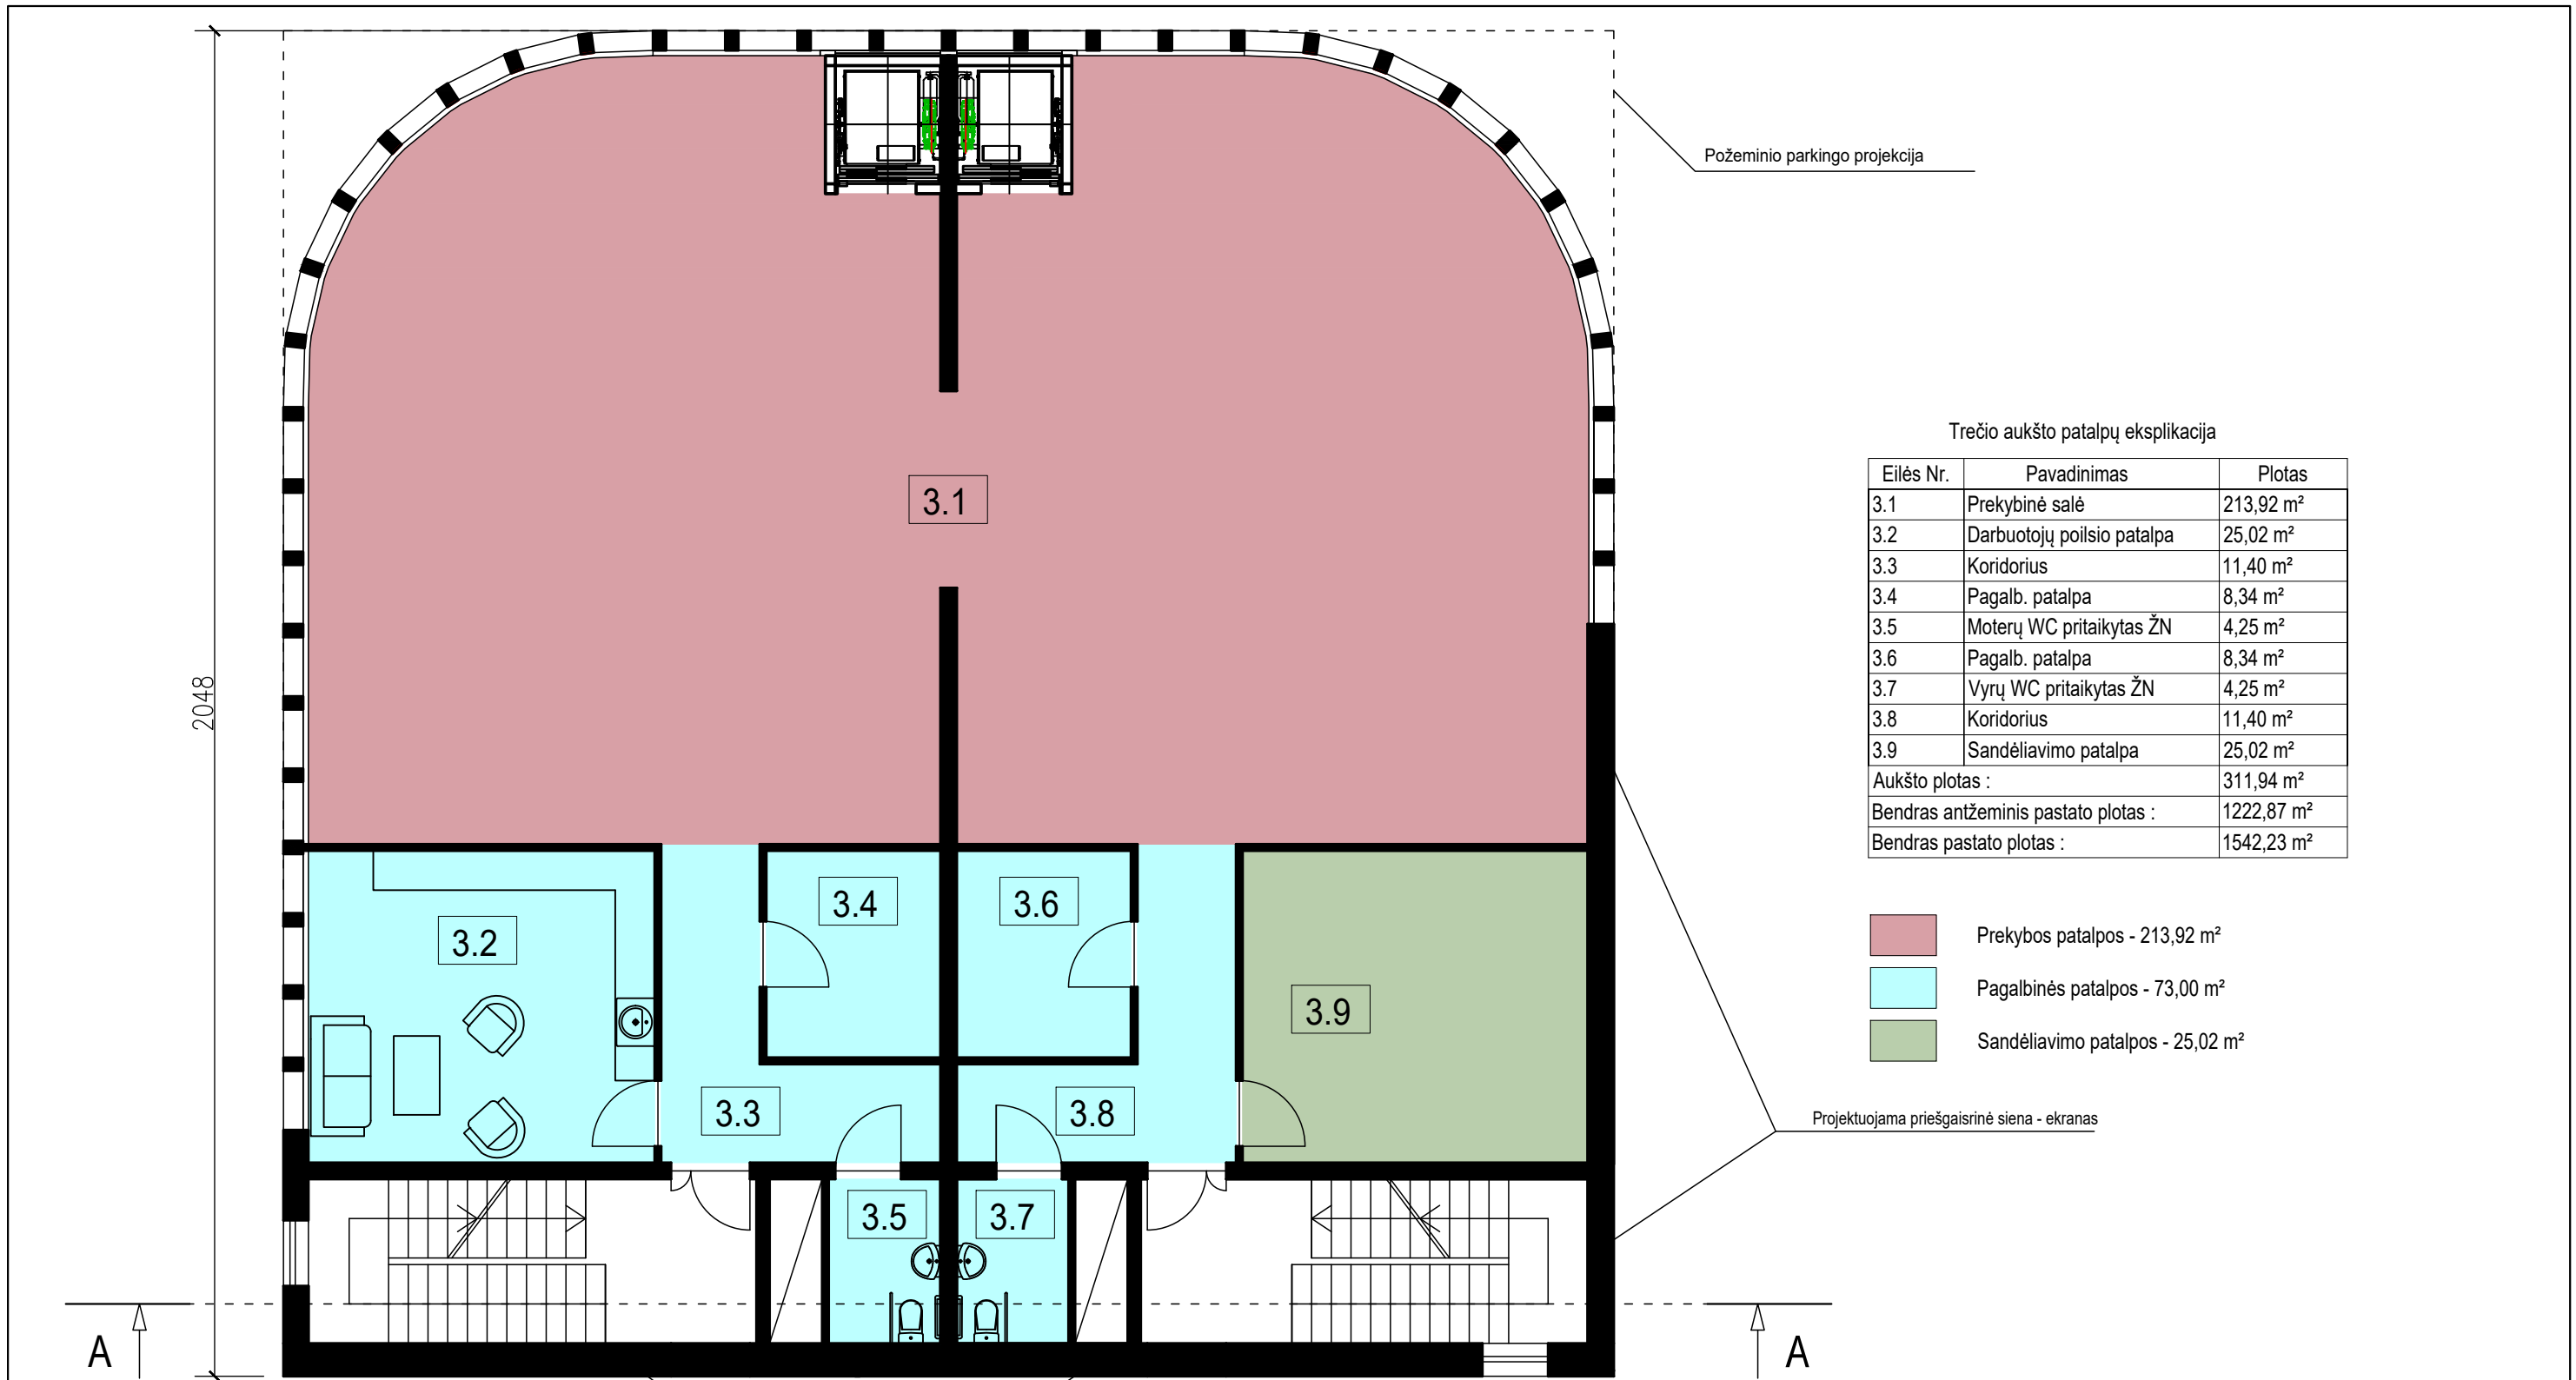 Požeminio parkingo projekcija
2048
3.1
3.2
3.4
3.6
3.9
3.3
3.8
3.5
3.7
A
A
Trečio aukšto patalpų eksplikacija
Eilės Nr. Pavadinimas Plotas
3.1 Prekybinė salė 213,92 m²
3.2 Darbuotojų poilsio patalpa 25,02 m²
3.3 Koridorius 11,40 m²
3.4 Pagalb. patalpa 8,34 m²
3.5 Moterų WC pritaikytas ŽN 4,25 m²
3.6 Pagalb. patalpa 8,34 m²
3.7 Vyrų WC pritaikytas ŽN 4,25 m²
3.8 Koridorius 11,40 m²
3.9 Sandėliavimo patalpa 25,02 m²
Aukšto plotas : 311,94 m²
Bendras antžeminis pastato plotas : 1222,87 m²
Bendras pastato plotas : 1542,23 m²
Prekybos patalpos - 213,92 m²
Pagalbinės patalpos - 73,00 m²
Sandėliavimo patalpos - 25,02 m²
Projektuojama priešgaisrinė siena - ekranas